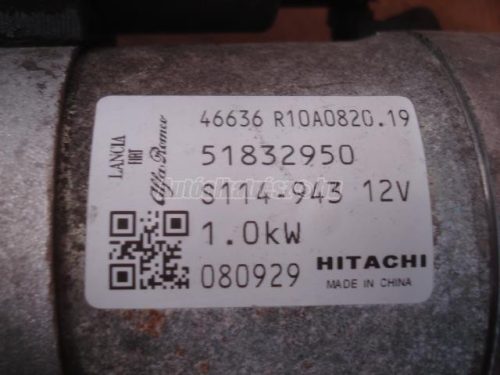 46636 R10A0820.19
LANCIA
FIAT
Alfa Romeo
51832950
S114-943 12V
1.0kW
080929
HITACHI
MADE IN CHINA